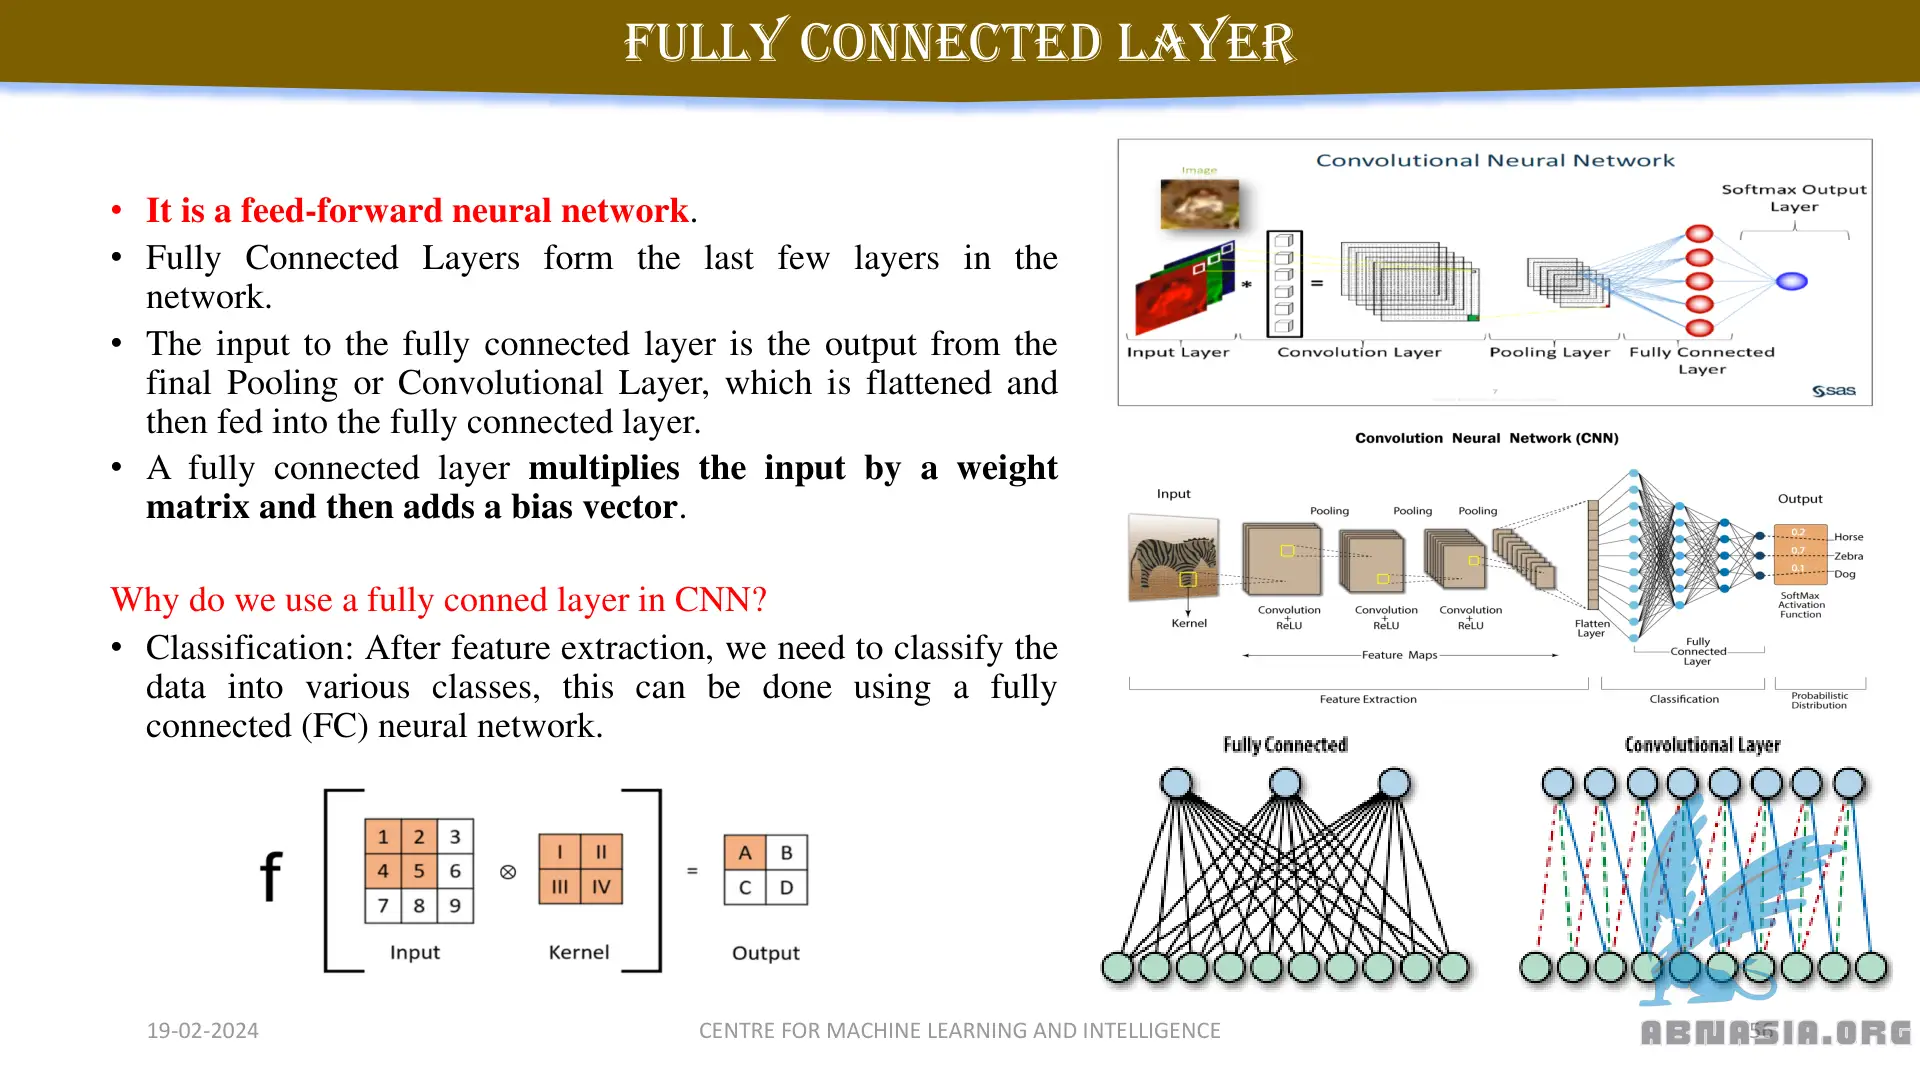 FULLY CONNECTED LAYER
• It is a feed-forward neural network.
• Fully Connected Layers form the last few layers in the
network.
• The input to the fully connected layer is the output from the
final Pooling or Convolutional Layer, which is flattened and
then fed into the fully connected layer.
• A fully connected layer multiplies the input by a weight
matrix and then adds a bias vector.
Why do we use a fully conned layer in CNN?
• Classification: After feature extraction, we need to classify the
data into various classes, this can be done using a fully
connected (FC) neural network.
f
1 2 3
4 5 6
7 8 9
Input
⊗
I II
III IV
Kernel
=
A B
C D
Output
Convolutional Neural Network
Image
Softmax Output
Layer
*
=
Input Layer
Convolution Layer
Pooling Layer
Fully Connected
Layer
7
sas
Convolution Neural Network (CNN)
Input
Kernel
Pooling
Pooling
Pooling
Convolution
+
ReLU
Convolution
+
ReLU
Convolution
+
ReLU
Feature Maps
Flatten
Layer
Fully
Connected
Layer
Output
0.2
0.7
0.1
Horse
Zebra
Dog
SoftMax
Activation
Function
Feature Extraction
Classification
Probabilistic
Distribution
Fully Connected
Convolutional Layer
19-02-2024
CENTRE FOR MACHINE LEARNING AND INTELLIGENCE
56
ABNASIA.ORG